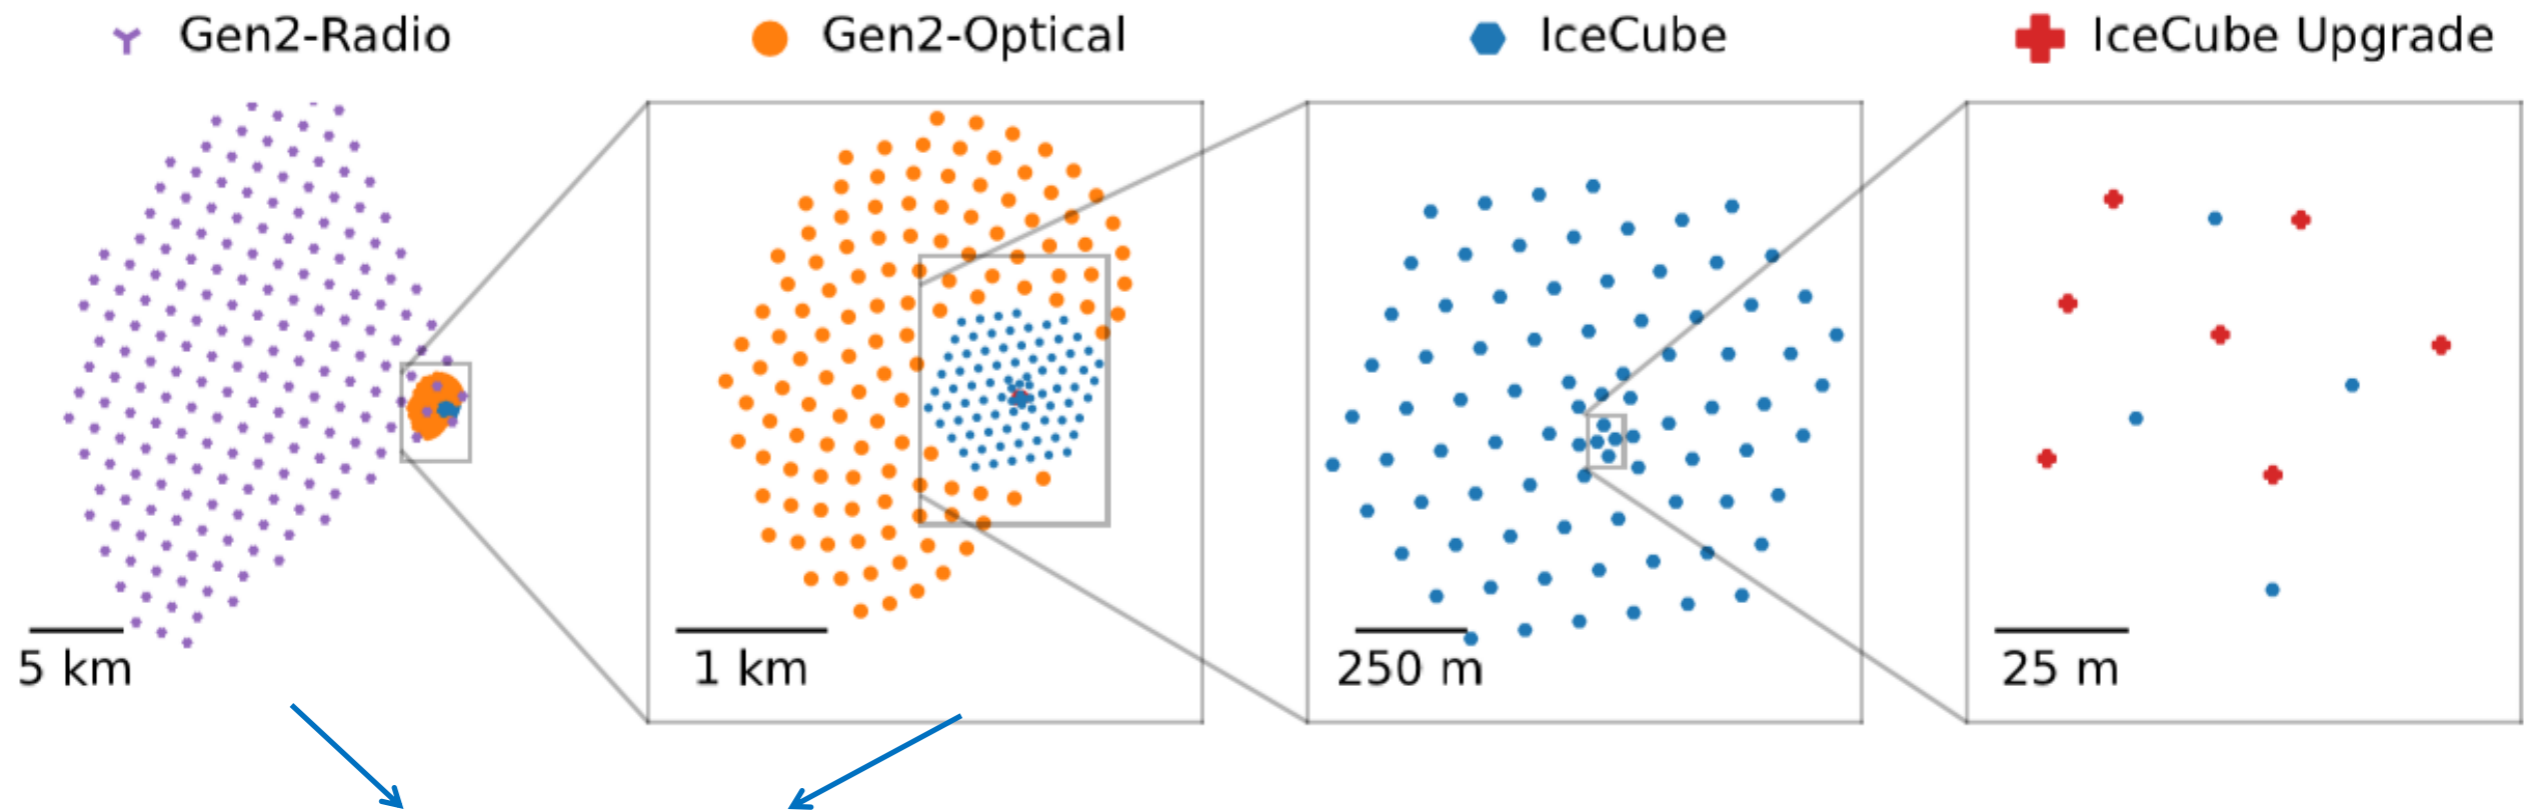 Gen2-Radio
Gen2-Optical
IceCube
IceCube Upgrade
5 km
1 km
250 m
25 m